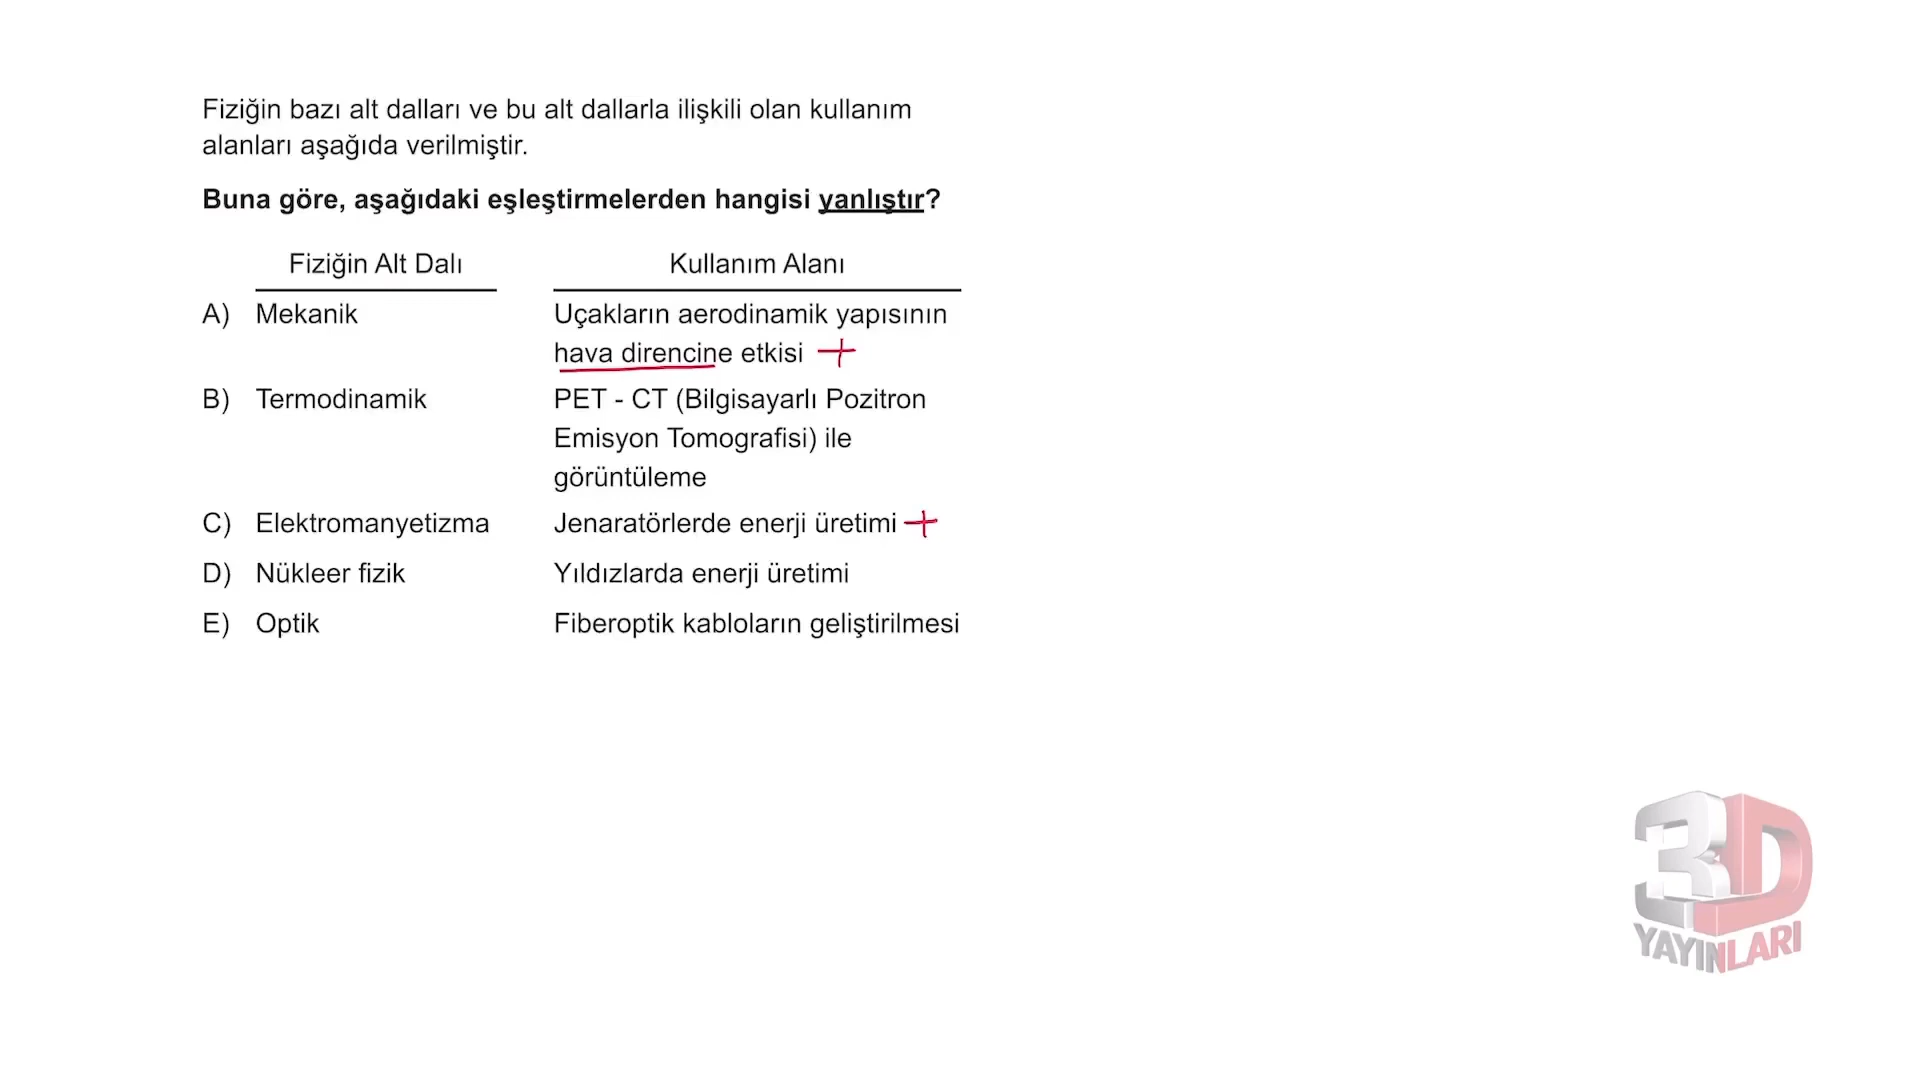 Fiziğin bazı alt dalları ve bu alt dallarla ilişkili olan kullanım
alanları aşağıda verilmiştir.
Buna göre, aşağıdaki eşleştirmelerden hangisi yanlıştır?
Fiziğin Alt Dalı Kullanım Alanı
A) Mekanik Uçakların aerodinamik yapısının
hava direncine etkisi +
B) Termodinamik PET - CT (Bilgisayarlı Pozitron
Emisyon Tomografisi) ile
görüntüleme
C) Elektromanyetizma Jenaratörlerde enerji üretimi +
D) Nükleer fizik Yıldızlarda enerji üretimi
E) Optik Fiberoptik kabloların geliştirilmesi
3D
YAYINLARI